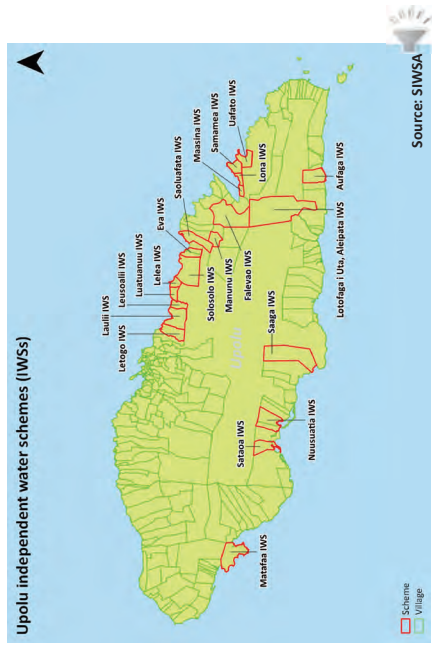 Upolu independent water schemes (IWSs)
Letogo IWS
Laulii IWS
Leusoalii IWS
Luatuanuu IWS
Lelea IWS
Eva IWS
Saoluafata IWS
Maasina IWS
Samamea IWS
Uafato IWS
Lona IWS
Solosolo IWS
Manunu IWS
Falevao IWS
Upolu
Saaga IWS
Sataoa IWS
Nuusuatia IWS
Matafaa IWS
Lotofaga i Uta, Aleipata IWS
Aufaga IWS
Scheme
Village
Source: SIWSA